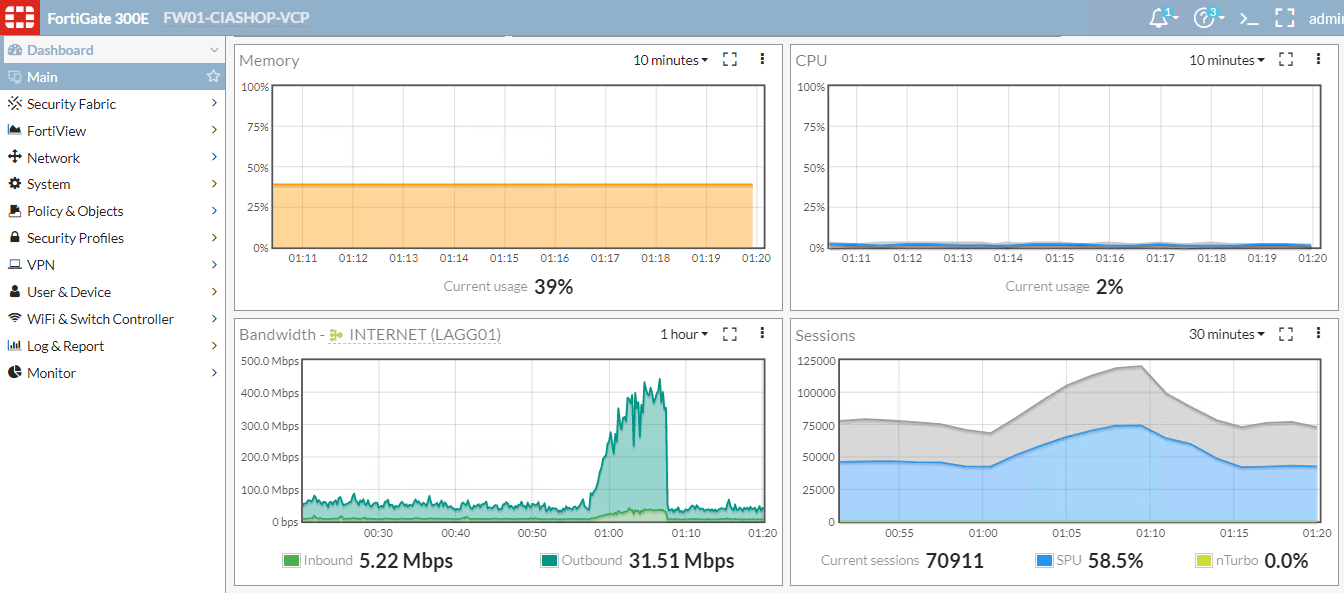 FortiGate 300E FW01-CIASHOP-VCP 1 3 admin
Dashboard
Main
Security Fabric
FortiView
Network
System
Policy & Objects
Security Profiles
VPN
User & Device
WiFi & Switch Controller
Log & Report
Monitor
Memory 10 minutes
100%
75%
50%
25%
0%
01:11 01:12 01:13 01:14 01:15 01:16 01:17 01:18 01:19 01:20
Current usage 39%
CPU 10 minutes
100%
75%
50%
25%
0%
01:11 01:12 01:13 01:14 01:15 01:16 01:17 01:18 01:19 01:20
Current usage 2%
Bandwidth - INTERNET (LAGG01) 1 hour
500.0 Mbps
400.0 Mbps
300.0 Mbps
200.0 Mbps
100.0 Mbps
0 bps
00:30 00:40 00:50 01:00 01:10 01:20
Inbound 5.22 Mbps Outbound 31.51 Mbps
Sessions 30 minutes
125000
100000
75000
50000
25000
0
00:55 01:00 01:05 01:10 01:15 01:20
Current sessions 70911 SPU 58.5% nTurbo 0.0%